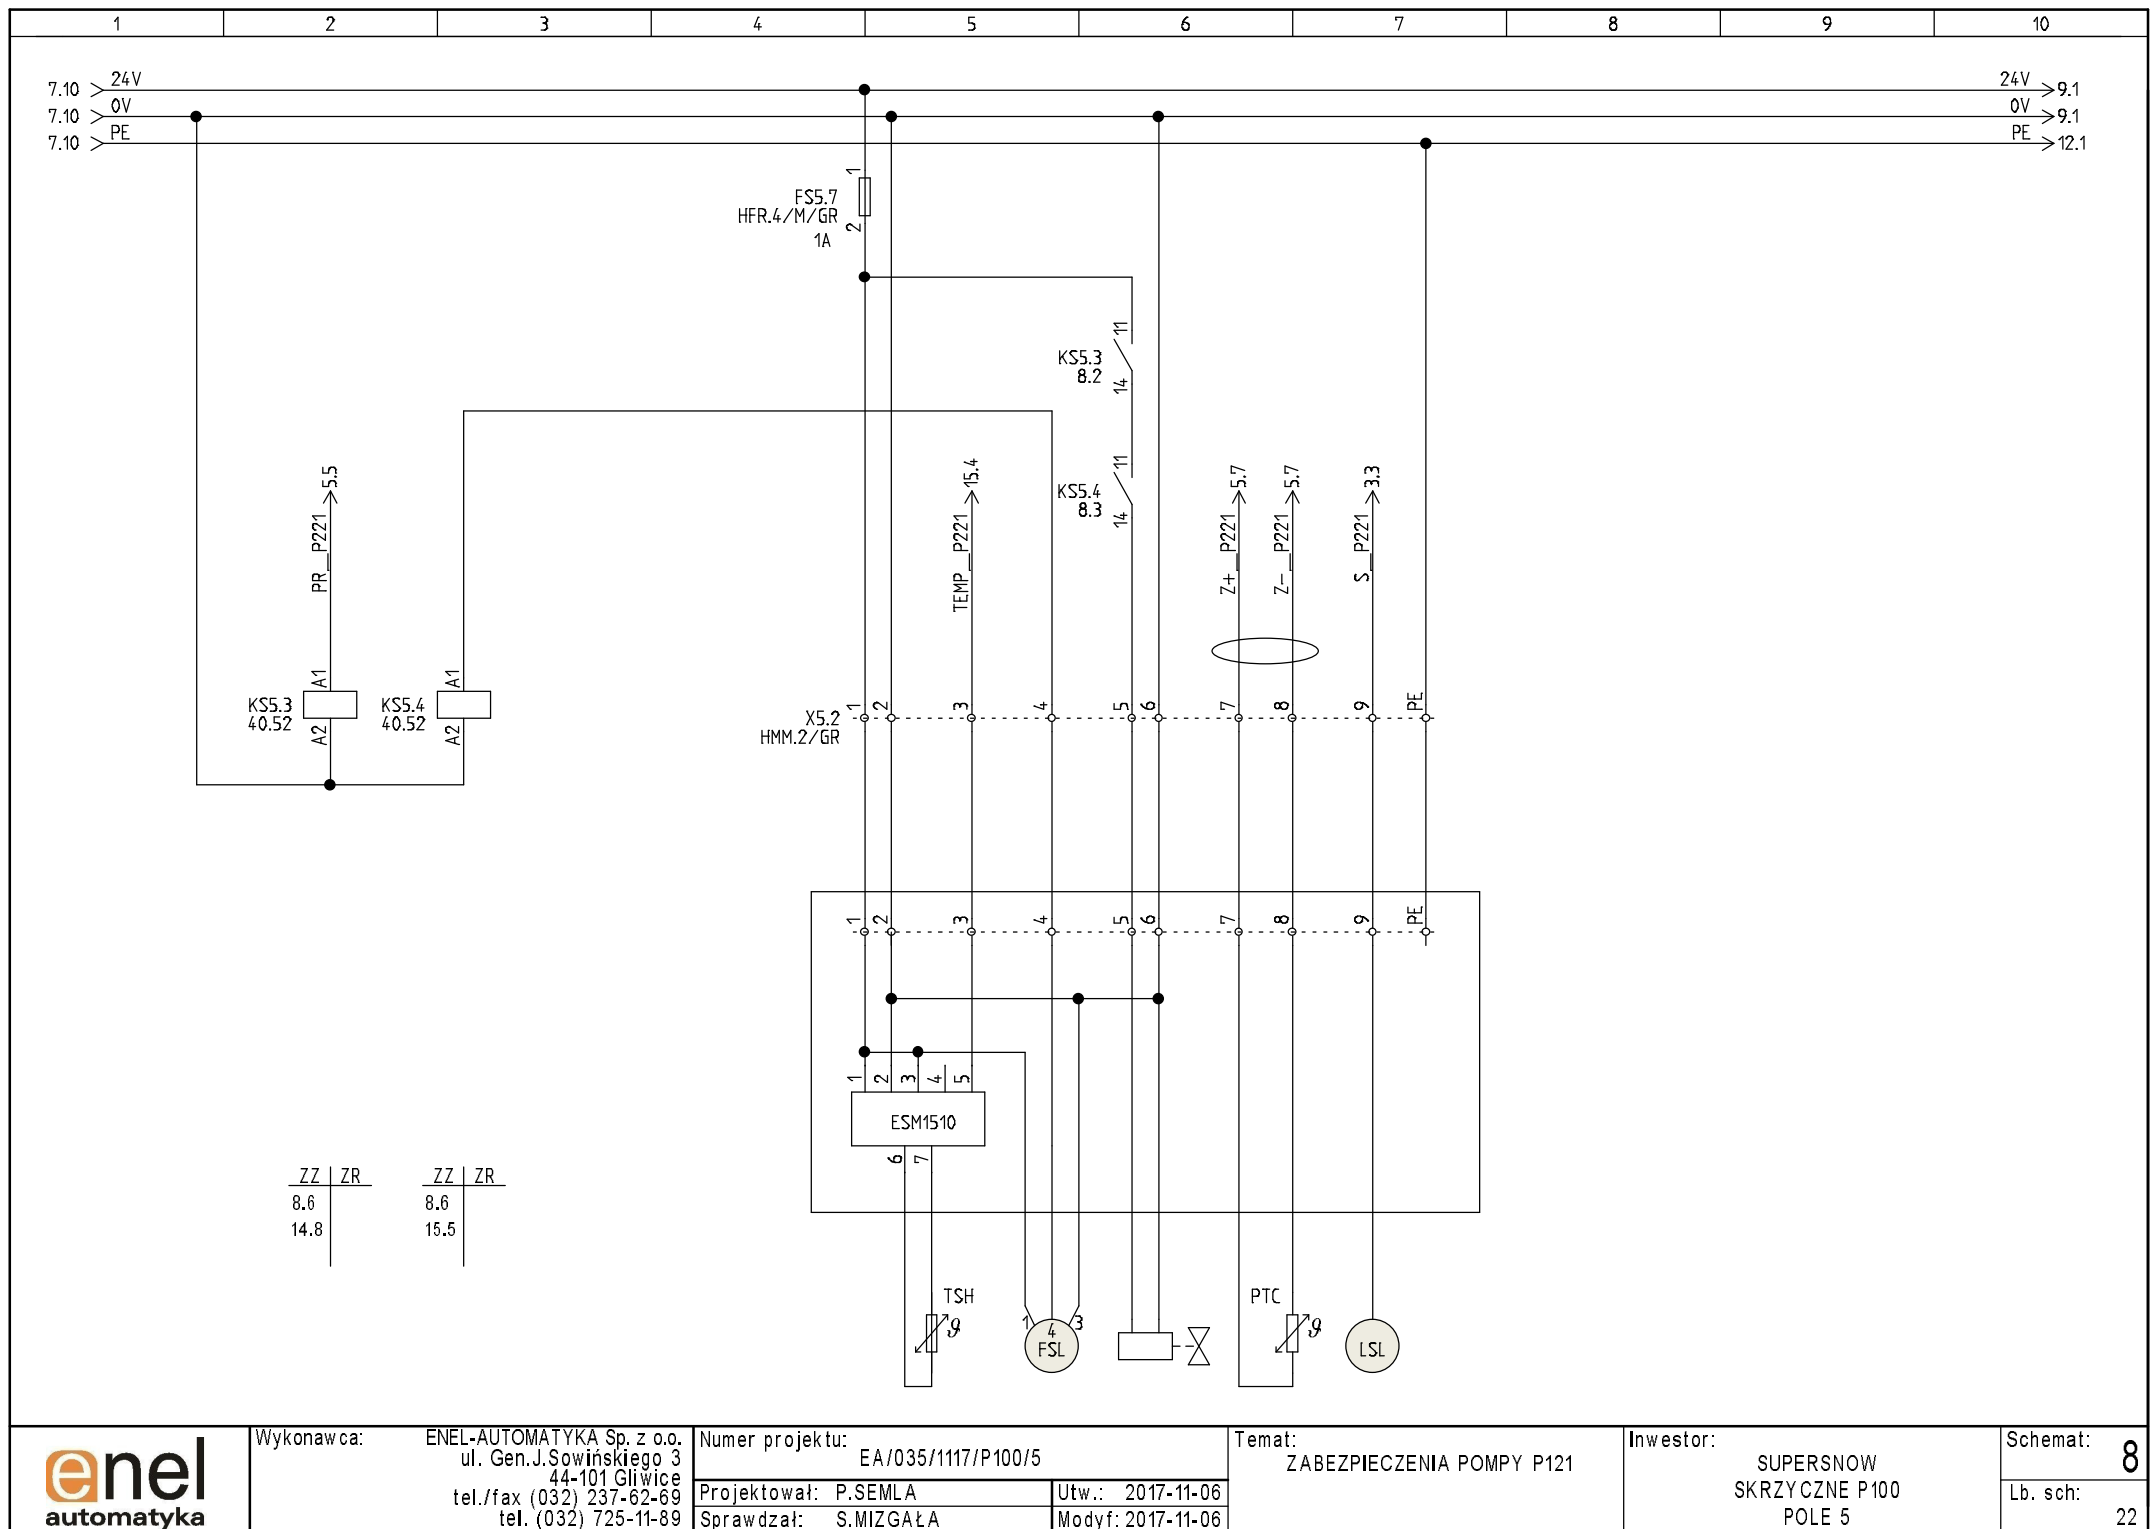 1 2 3 4 5 6 7 8 9 10
7.10 24V 24V 9.1
7.10 0V 0V 9.1
7.10 PE PE 12.1
1
FS5.7
HFR.4/M/GR
1A
2
11
KS5.3
8.2
14
11
KS5.4
8.3
14
5.5
PR_P221
15.4
TEMP_P221
5.7
Z+_P221
5.7
Z-_P221
3.3
S_P221
A1 A1
KS5.3
40.52
KS5.4
40.52
A2 A2
X5.2
HMM.2/GR
1 2 3 4 5 6 7 8 9 PE
1 2 3 4 5 6 7 8 9 PE
1 2 3 4 5
ESM1510
6 7
ZZ ZR
8.6
14.8
ZZ ZR
8.6
15.5
TSH
ϑ
1 4 3
FSL
PTC
ϑ
LSL
enel
automatyka
Wykonawca:
ENEL-AUTOMATYKA Sp. z o.o.
ul. Gen.J.Sowińskiego 3
44-101 Gliwice
tel./fax (032) 237-62-69
tel. (032) 725-11-89
Numer projektu:
EA/035/1117/P100/5
Projektował: P.SEMLA
Utw.: 2017-11-06
Sprawdzał: S.MIZGAŁA
Modyf: 2017-11-06
Temat:
ZABEZPIECZENIA POMPY P121
Inwestor:
SUPERSNOW
SKRZYCZNE P100
POLE 5
Schemat: 8
Lb. sch:
22